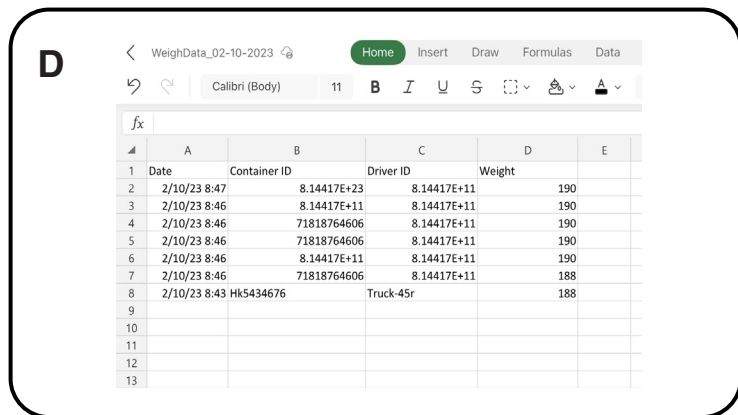 D
WeighData_02-10-2023 Home Insert Draw Formulas Data
Calibri (Body) 11 B I U S A
fx
A B C D E
1 Date Container ID Driver ID Weight
2 2/10/23 8:47 8.14417E+23 8.14417E+11 190
3 2/10/23 8:46 8.14417E+11 8.14417E+11 190
4 2/10/23 8:46 71818764606 8.14417E+11 190
5 2/10/23 8:46 71818764606 8.14417E+11 190
6 2/10/23 8:46 8.14417E+11 8.14417E+11 190
7 2/10/23 8:46 71818764606 8.14417E+11 188
8 2/10/23 8:43 Hk5434676 Truck-45r 188
9
10
11
12
13